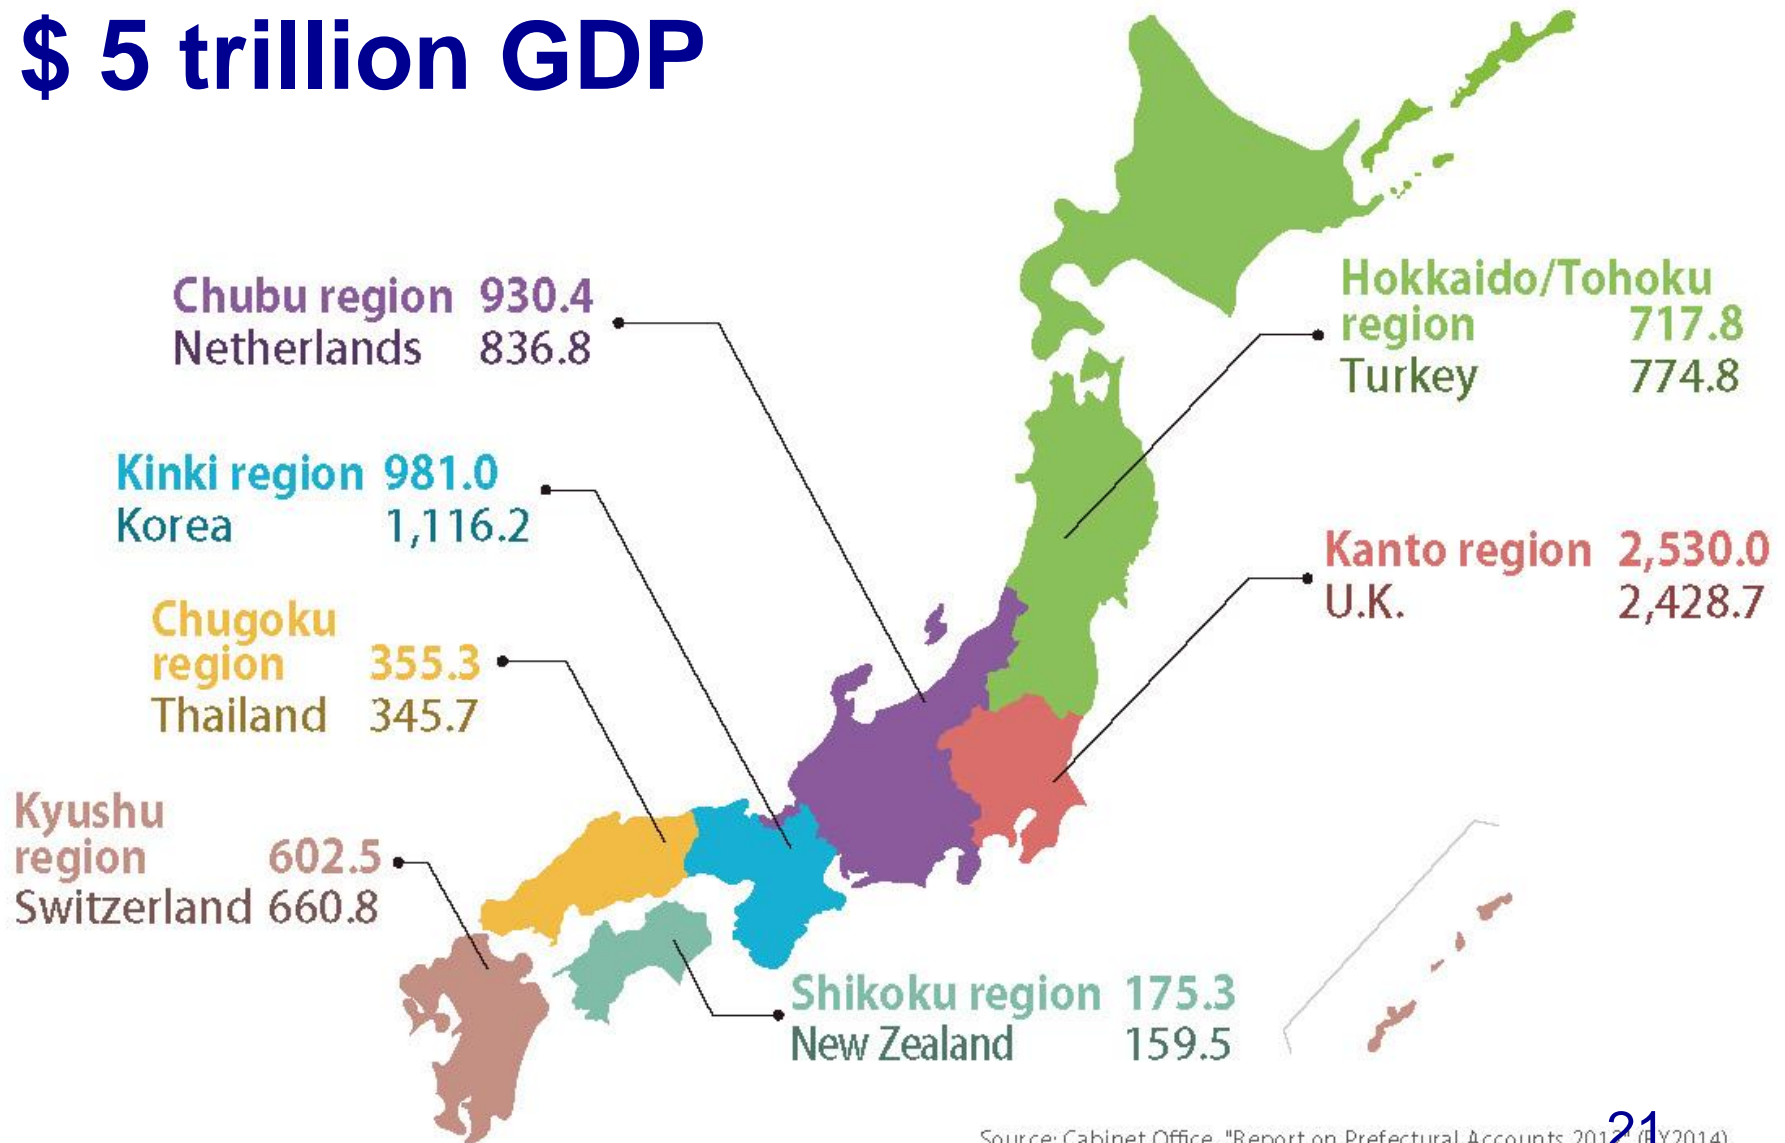 $ 5 trillion GDP
Chubu region 930.4
Netherlands 836.8
Hokkaido/Tohoku
region 717.8
Turkey 774.8
Kinki region 981.0
Korea 1,116.2
Kanto region 2,530.0
U.K. 2,428.7
Chugoku
region 355.3
Thailand 345.7
Kyushu
region 602.5
Switzerland 660.8
Shikoku region 175.3
New Zealand 159.5
Source: Cabinet Office, "Report on Prefectural Accounts
21